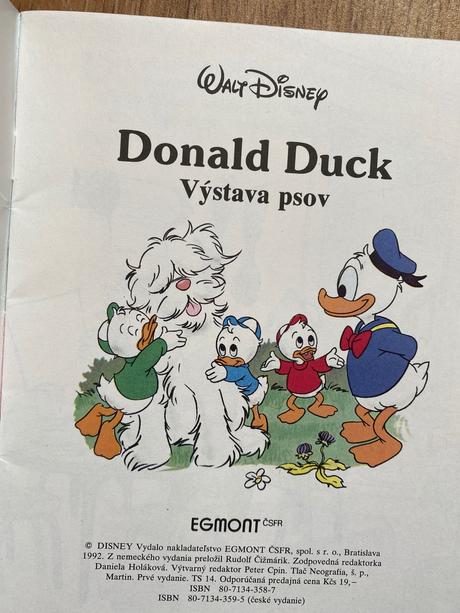 Walt Disney
Donald Duck
Výstava psov
EGMONT ČSFR
© DISNEY Vydalo nakladateľstvo EGMONT ČSFR, spol. s r. o., Bratislava
1992. Z nemeckého vydania preložil Rudolf Čižmárik. Zodpovedná redaktorka
Daniela Holáková. Výtvarný redaktor Peter Cpin. Tlač Neografia, š. p.,
Martin. Prvé vydanie. TS 14. Odporúčaná predajna cena Kčs 19,–
ISBN 80-7134-358-7
ISBN 80-7134-359-5 (české vydanie)